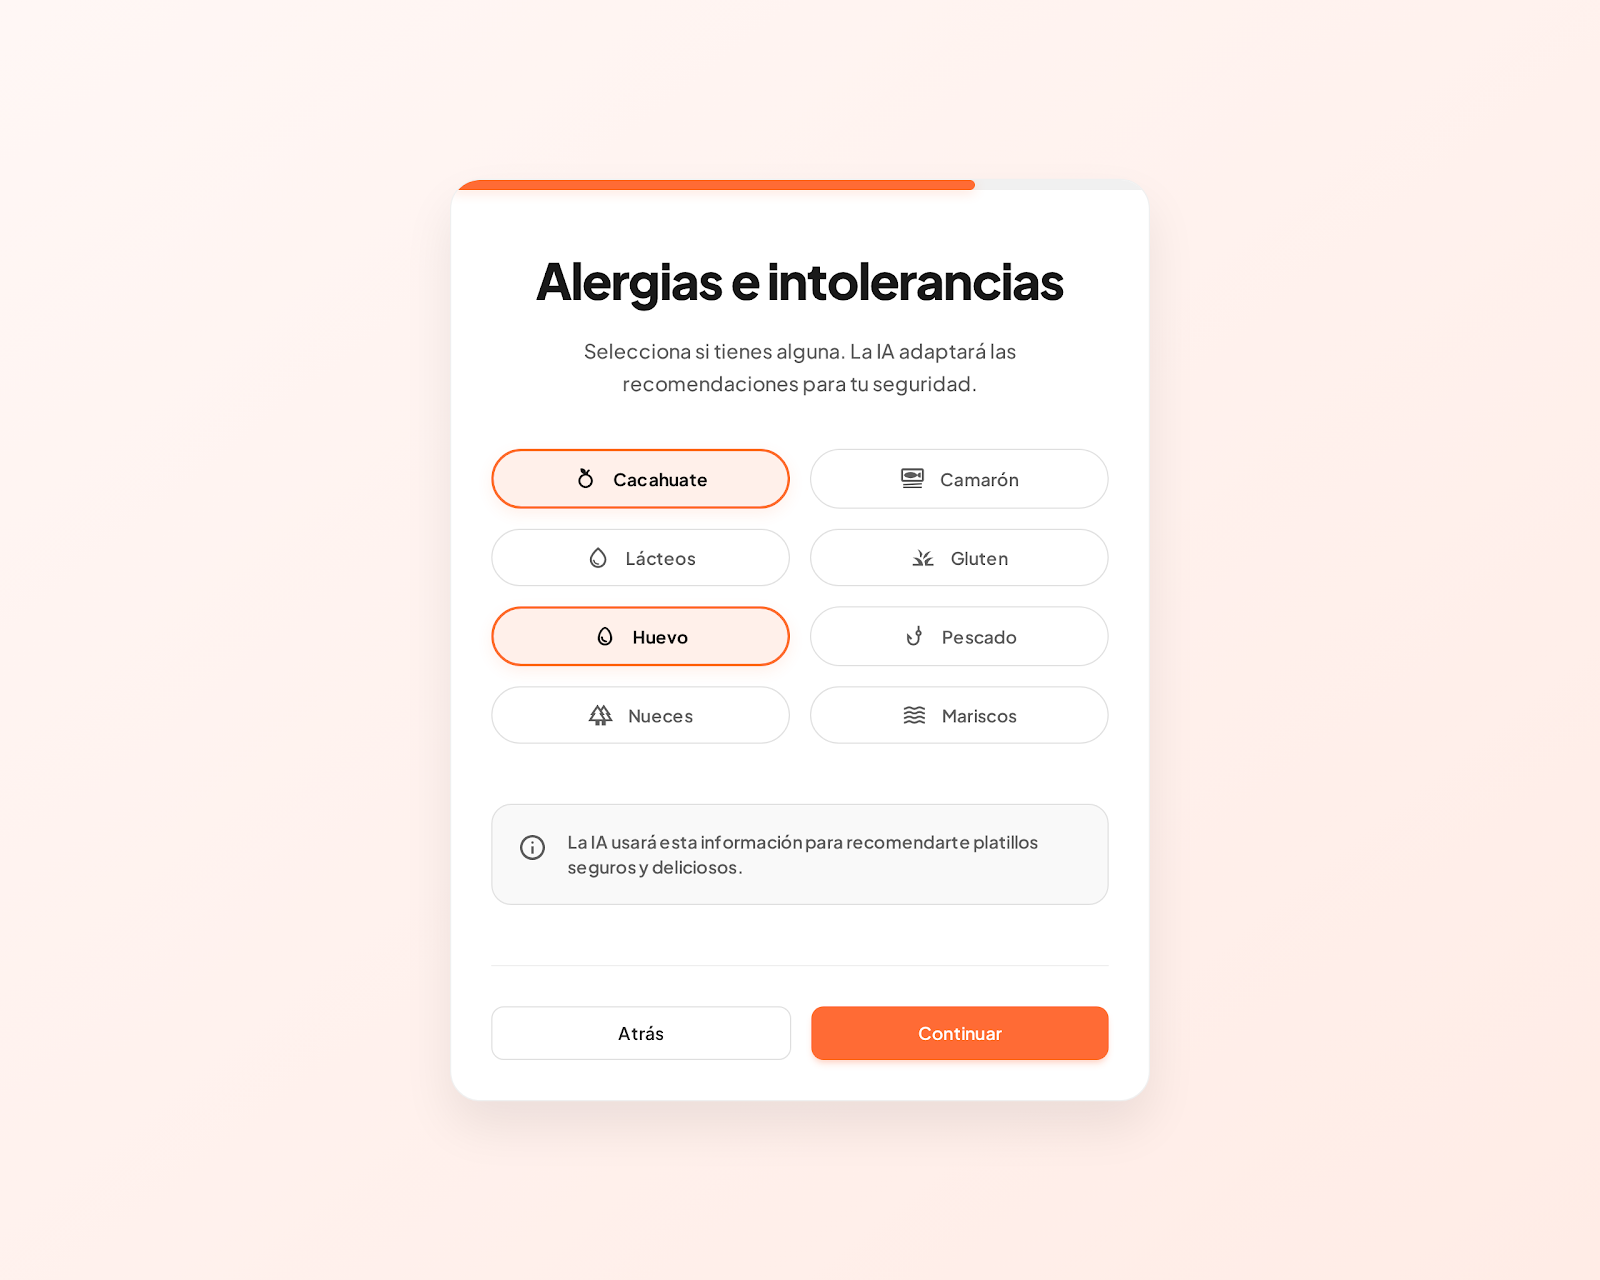 Alergias e intolerancias
Selecciona si tienes alguna. La IA adaptará las
recomendaciones para tu seguridad.
Cacahuate
Camarón
Lácteos
Gluten
Huevo
Pescado
Nueces
Mariscos
La IA usará esta información para recomendarte platillos
seguros y deliciosos.
Atrás
Continuar